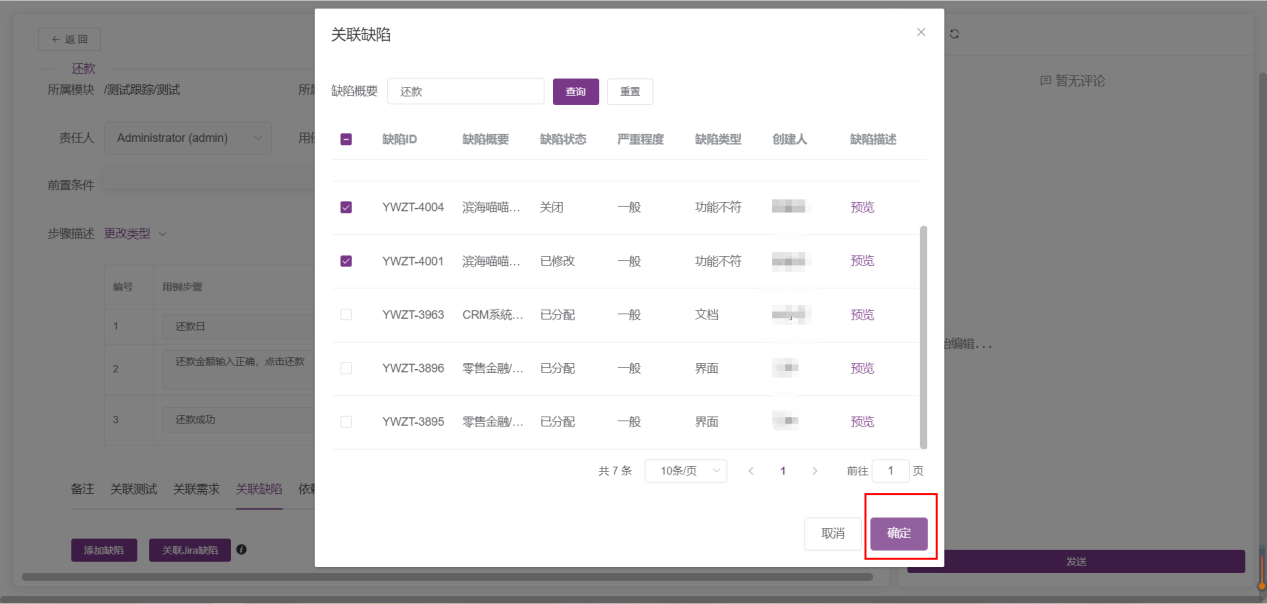 返回
还款
所属模块 /测试跟踪/测试
责任人 Administrator (admin)
前置条件
步骤描述 更改类型
编号 用例步骤
1 还款日
2 还款金额输入正确，点击还款
3 还款成功
备注 关联测试 关联需求 关联缺陷
添加缺陷 关联Jira缺陷
关联缺陷
缺陷概要 还款 查询 重置
缺陷ID 缺陷概要 缺陷状态 严重程度 缺陷类型 创建人 缺陷描述
YWZT-4004 滨海喵喵... 关闭 一般 功能不符 预览
YWZT-4001 滨海喵喵... 已修改 一般 功能不符 预览
YWZT-3963 CRM系统... 已分配 一般 文档 预览
YWZT-3896 零售金融/... 已分配 一般 界面 预览
YWZT-3895 零售金融/... 已分配 一般 界面 预览
共 7 条 10条/页 1 前往 1 页
取消 确定
暂无评论
编辑...
发送